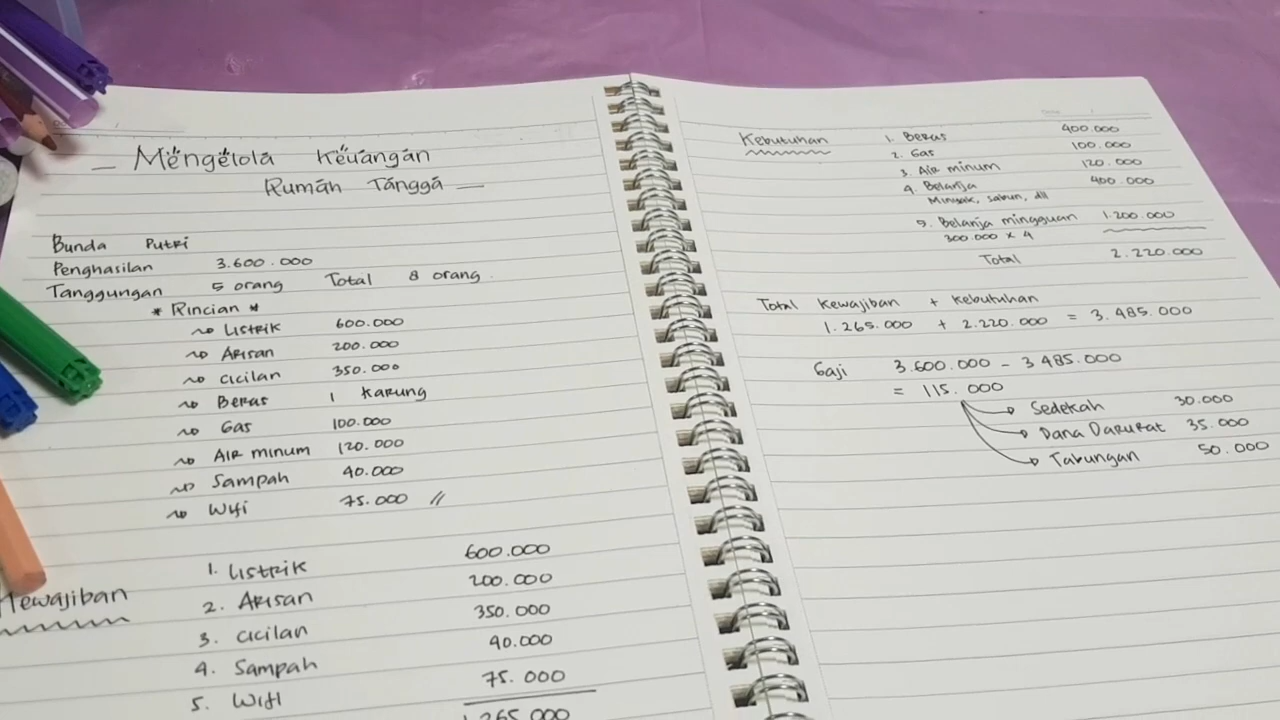 Mengelola Keuangan
Rumah Tangga
Bunda Putri
Penghasilan 3.600.000
Tanggungan 5 orang Total 8 orang
* Rincian *
Listrik 600.000
Arisan 200.000
Cicilan 350.000
Beras 1 Karung
Gas 100.000
Air minum 120.000
Sampah 40.000
Wifi 75.000 //
Kewajiban
1. Listrik 600.000
2. Arisan 200.000
3. Cicilan 350.000
4. Sampah 40.000
5. Wifi 75.000
1.265.000
Kebutuhan
1. Beras 400.000
2. Gas 100.000
3. Air minum 120.000
4. Belanja 400.000
Minyak, sabun, dll
5. Belanja mingguan 1.200.000
300.000 x 4
Total 2.220.000
Total Kewajiban + Kebutuhan
1.265.000 + 2.220.000 = 3.485.000
Gaji 3.600.000 - 3.485.000
= 115.000
Sedekah 30.000
Dana Darurat 35.000
Tabungan 50.000